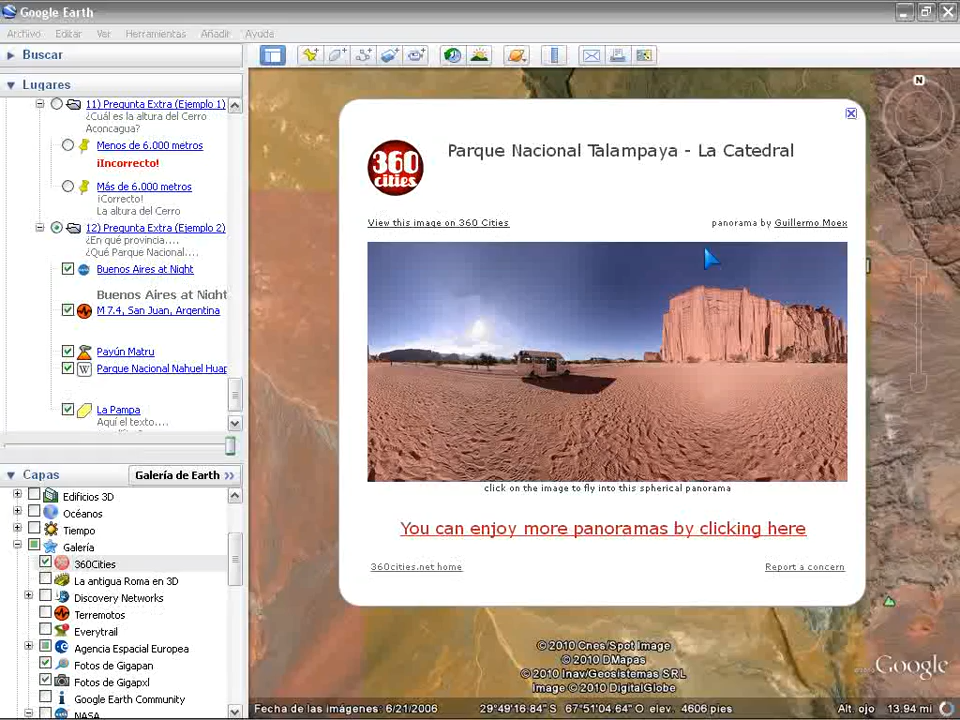 Google Earth
Archivo Editar Ver Herramientas Añadir Ayuda
Buscar
Lugares
11) Pregunta Extra (Ejemplo 1)
¿Cuál es la altura del Cerro
Aconcagua?
Menos de 6.000 metros
¡Incorrecto!
Más de 6.000 metros
¡Correcto!
La altura del Cerro
12) Pregunta Extra (Ejemplo 2)
¿En qué provincia....
¿Qué Parque Nacional....
Buenos Aires at Night
Buenos Aires at Night
M 7.4, San Juan, Argentina
Payún Matru
W Parque Nacional Nahuel Huap
La Pampa
Aquí el texto....
Capas
Galería de Earth >>
Edificios 3D
Océanos
Tiempo
Galería
360Cities
La antigua Roma en 3D
Discovery Networks
Terremotos
Everytrail
Agencia Espacial Europea
Fotos de Gigapan
Fotos de Gigapxl
Google Earth Community
NASA
360
cities
Parque Nacional Talampaya - La Catedral
View this image on 360 Cities
panorama by Guillermo Moex
click on the image to fly into this spherical panorama
You can enjoy more panoramas by clicking here
360cities.net home
Report a concern
N
© 2010 Cnes/Spot Image
© 2010 DMapas
© 2010 Inav/Geosistemas SRL
Image © 2010 DigitalGlobe
©2010 Google
Fecha de las imágenes: 6/21/2006 29°49'16.84" S 67°51'04.64" O elev. 4606 pies Alt. ojo 13.94 mi